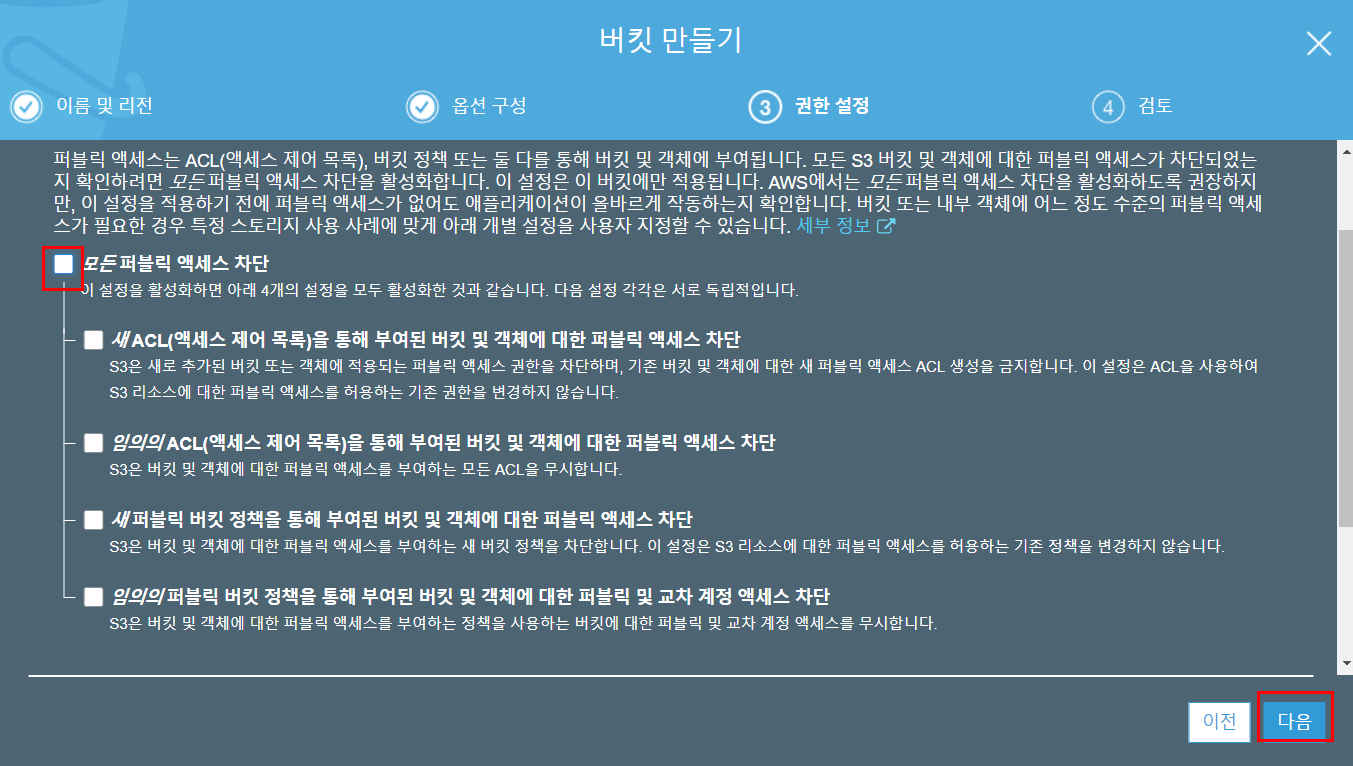 버킷 만들기
이름 및 리전
옵션 구성
3 권한 설정
4 검토
퍼블릭 액세스는 ACL(액세스 제어 목록), 버킷 정책 또는 둘 다를 통해 버킷 및 객체에 부여됩니다. 모든 S3 버킷 및 객체에 대한 퍼블릭 액세스가 차단되었는
지 확인하려면 모든 퍼블릭 액세스 차단을 활성화합니다. 이 설정은 이 버킷에만 적용됩니다. AWS에서는 모든 퍼블릭 액세스 차단을 활성화하도록 권장하지
만, 이 설정을 적용하기 전에 퍼블릭 액세스가 없어도 애플리케이션이 올바르게 작동하는지 확인합니다. 버킷 또는 내부 객체에 어느 정도 수준의 퍼블릭 액세
스가 필요한 경우 특정 스토리지 사용 사례에 맞게 아래 개별 설정을 사용자 지정할 수 있습니다. 세부 정보
모든 퍼블릭 액세스 차단
이 설정을 활성화하면 아래 4개의 설정을 모두 활성화한 것과 같습니다. 다음 설정 각각은 서로 독립적입니다.
새 ACL(액세스 제어 목록)을 통해 부여된 버킷 및 객체에 대한 퍼블릭 액세스 차단
S3은 새로 추가된 버킷 또는 객체에 적용되는 퍼블릭 액세스 권한을 차단하며, 기존 버킷 및 객체에 대한 새 퍼블릭 액세스 ACL 생성을 금지합니다. 이 설정은 ACL을 사용하여
S3 리소스에 대한 퍼블릭 액세스를 허용하는 기존 권한을 변경하지 않습니다.
임의의 ACL(액세스 제어 목록)을 통해 부여된 버킷 및 객체에 대한 퍼블릭 액세스 차단
S3은 버킷 및 객체에 대한 퍼블릭 액세스를 부여하는 모든 ACL을 무시합니다.
새 퍼블릭 버킷 정책을 통해 부여된 버킷 및 객체에 대한 퍼블릭 액세스 차단
S3은 버킷 및 객체에 대한 퍼블릭 액세스를 부여하는 새 버킷 정책을 차단합니다. 이 설정은 S3 리소스에 대한 퍼블릭 액세스를 허용하는 기존 정책을 변경하지 않습니다.
임의의 퍼블릭 버킷 정책을 통해 부여된 버킷 및 객체에 대한 퍼블릭 및 교차 계정 액세스 차단
S3은 버킷 및 객체에 대한 퍼블릭 액세스를 부여하는 정책을 사용하는 버킷에 대한 퍼블릭 및 교차 계정 액세스를 무시합니다.
이전
다음